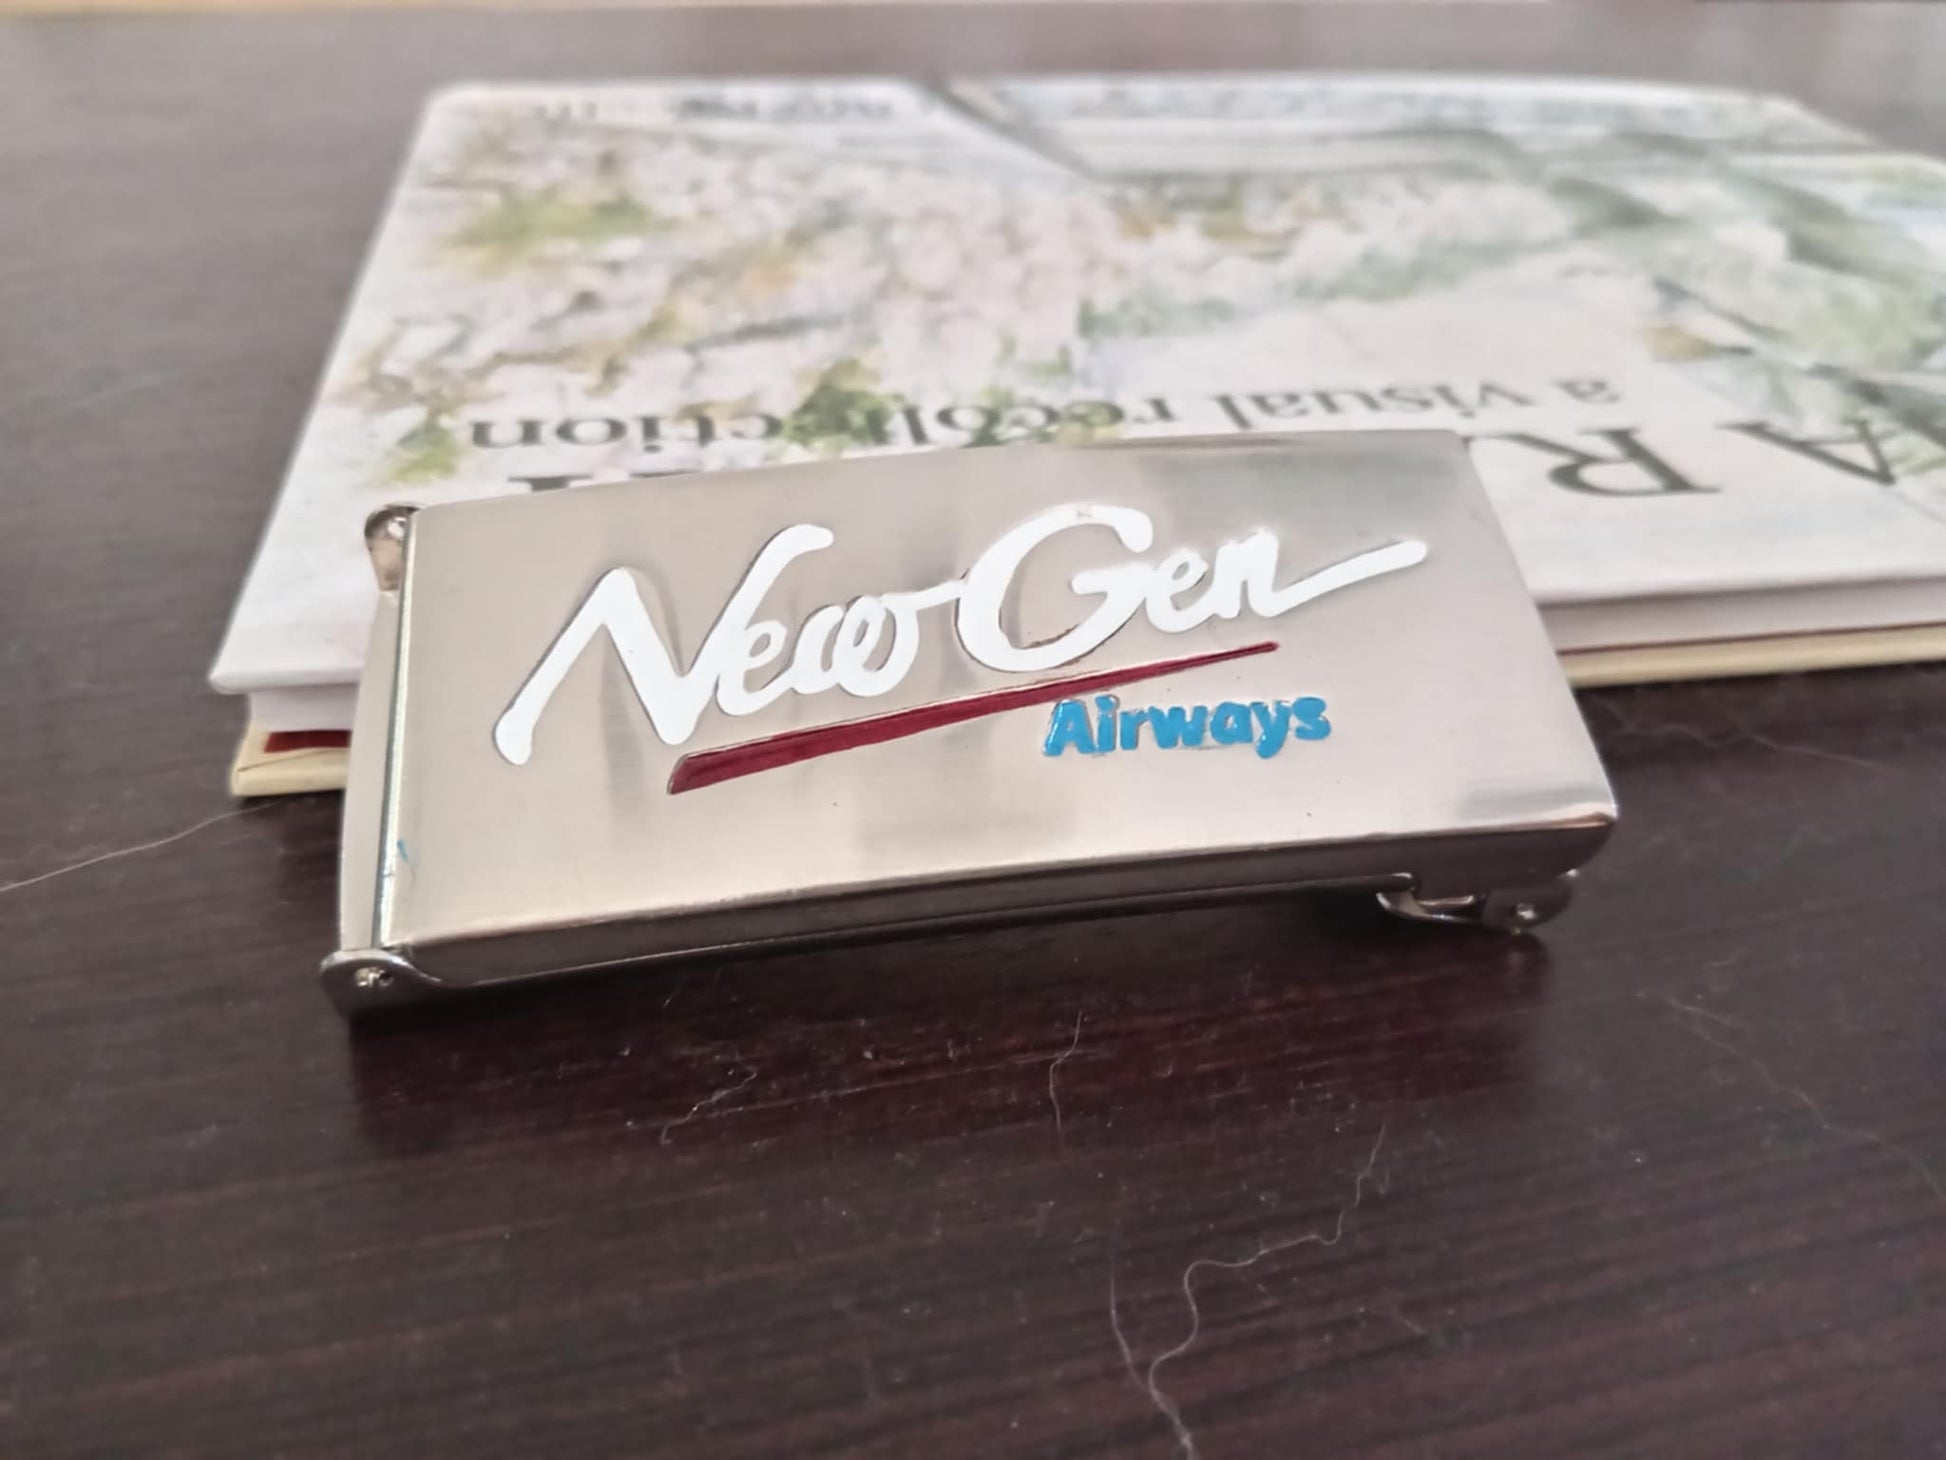 New Gen
Airways
a visual recollection